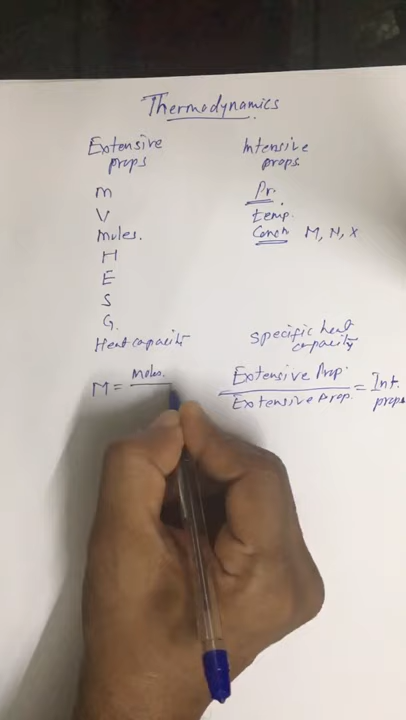 Thermodynamics
Extensive
props
m
V
Moles.
H
E
S
G.
Heat capacity
M = Moles.
Intensive
props
Pr.
temp.
Concn M, N, X
Specific heat
capacity
Extensive Prop. / Extensive Prop. = Int. props